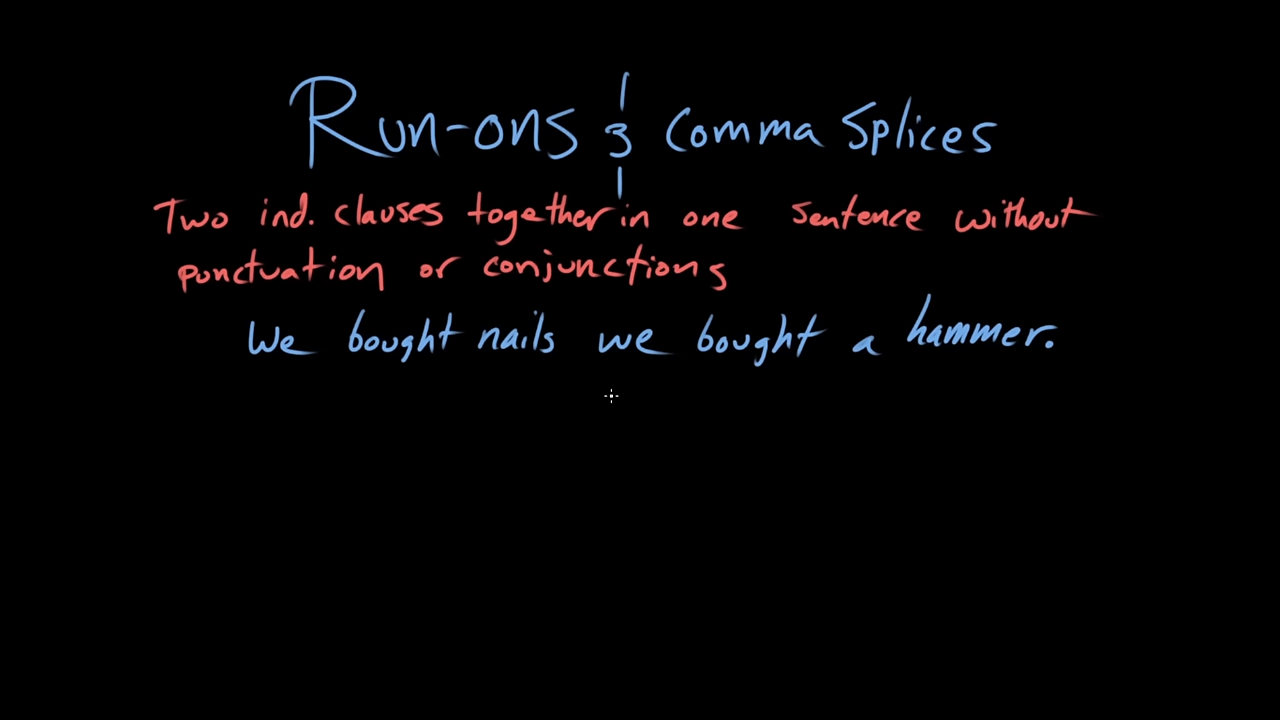 Run-ons & Comma Splices
Two ind. clauses together in one sentence without
punctuation or conjunctions
We bought nails we bought a hammer.